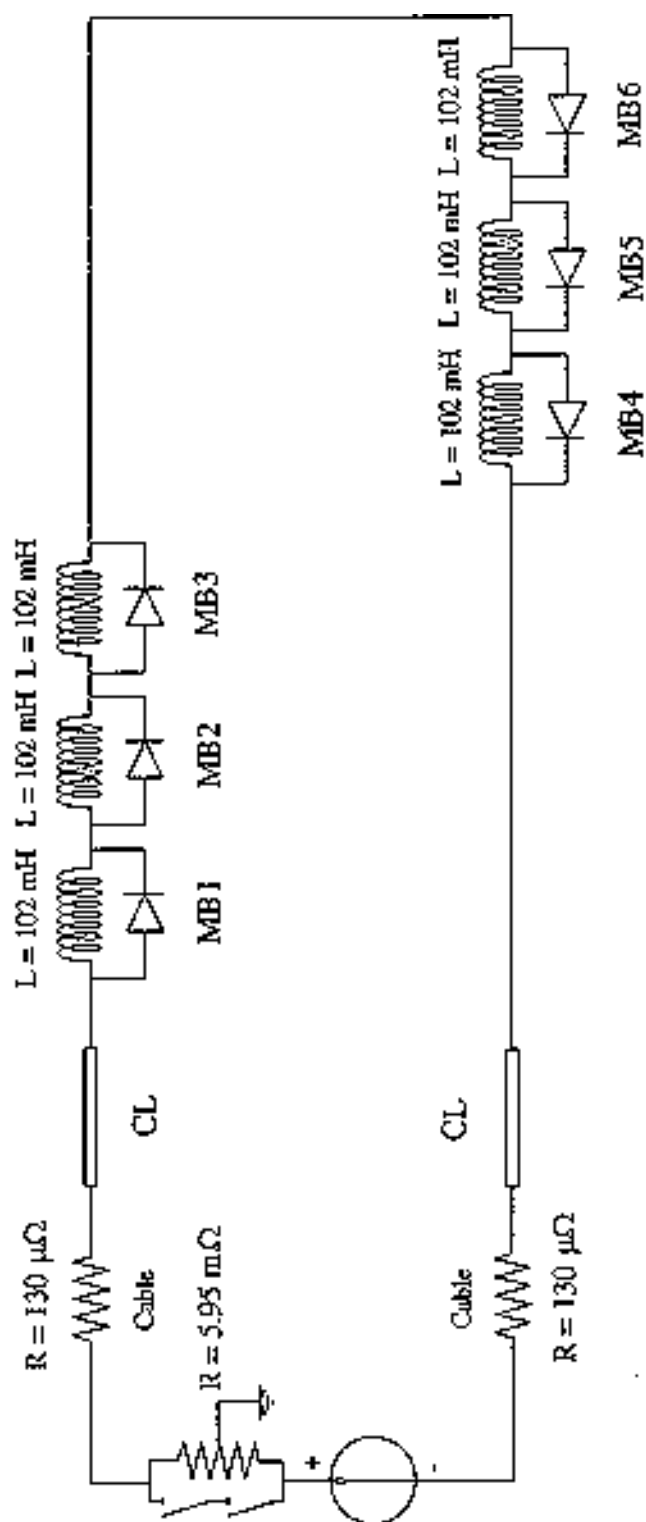 L = 102 mH
L = 102 mH
L = 102 mH
MB6
MB5
MB4
L = 102 mH
L = 102 mH
L = 102 mH
MB3
MB2
MB1
CL
CL
R = 130 μΩ
Cable
R = 5.95 mΩ
Cable
R = 130 μΩ
+
-